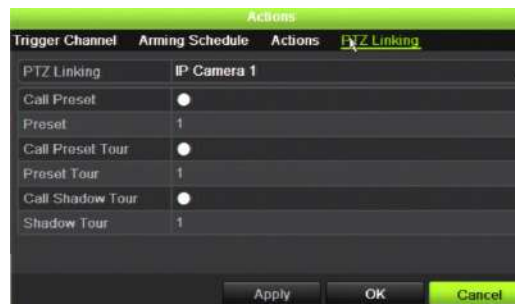 Actions
Trigger Channel Arming Schedule Actions PTZ Linking
PTZ Linking IP Camera 1
Call Preset
Preset 1
Call Preset Tour
Preset Tour 1
Call Shadow Tour
Shadow Tour 1
Apply OK Cancel